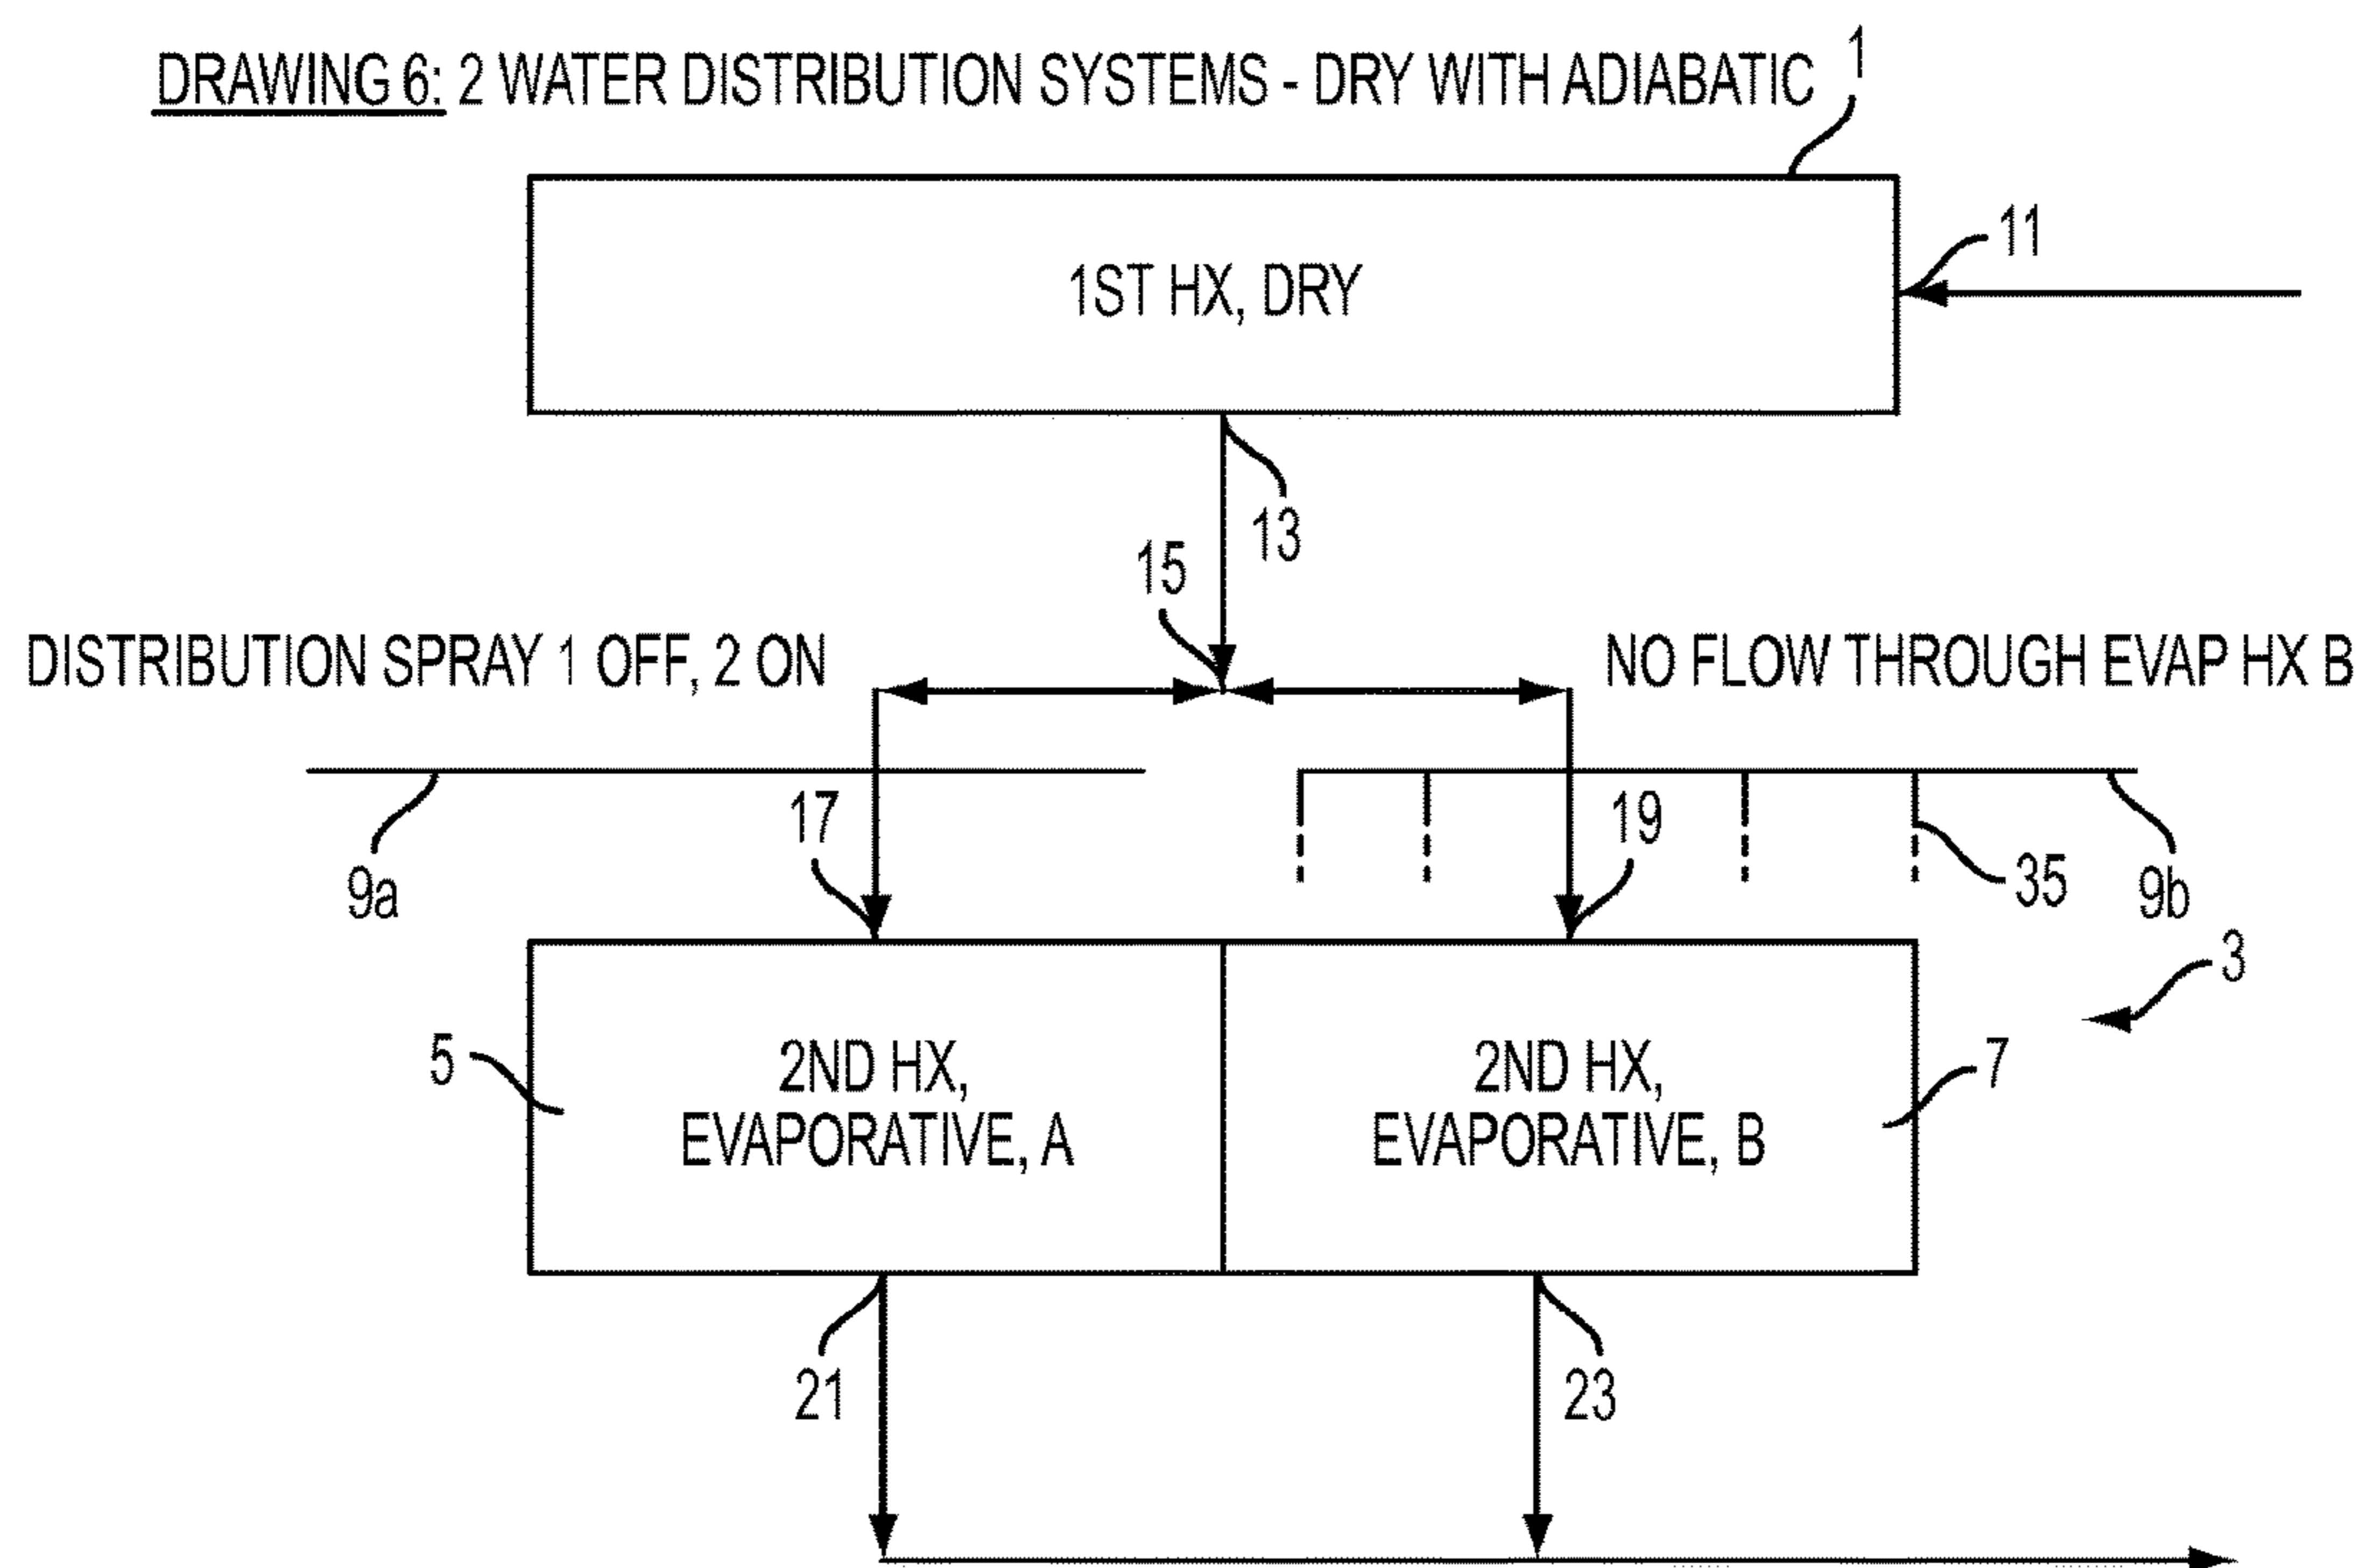 DRAWING 6: 2 WATER DISTRIBUTION SYSTEMS - DRY WITH ADIABATIC
1
1ST HX, DRY
11
13
15
DISTRIBUTION SPRAY 1 OFF, 2 ON
NO FLOW THROUGH EVAP HX B
17
19
9a
35
9b
3
5
2ND HX,
EVAPORATIVE, A
2ND HX,
EVAPORATIVE, B
7
21
23